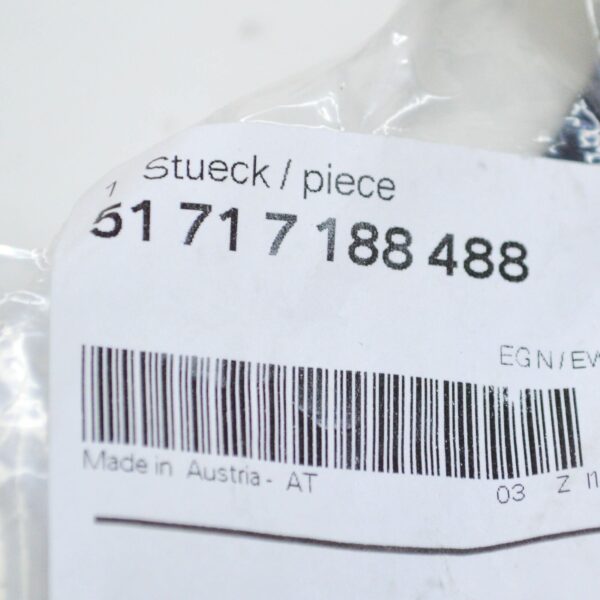 1 Stueck / piece
51 71 7 188 488
EGN/EV
Made in Austria - AT
03 z n